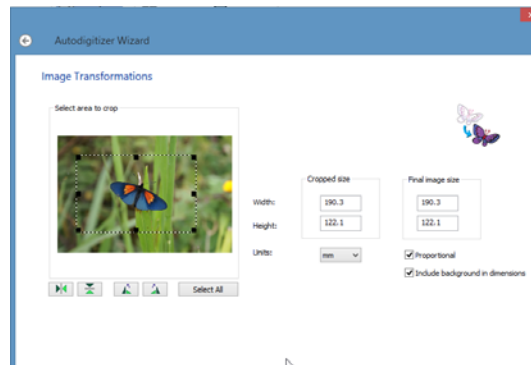 Autodigitizer Wizard
Image Transformations
Select area to crop
Cropped size
Final image size
Width:
190.3
190.3
Height:
122.1
122.1
Units:
mm
Proportional
Include background in dimensions
Select All